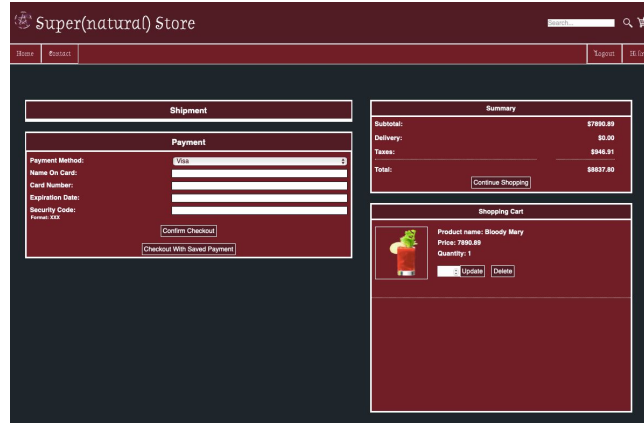 Super(natural) Store
Search...
Home
Contact
Logout
Shipment
Payment
Payment Method:
Visa
Name On Card:
Card Number:
Expiration Date:
Security Code:
Format: XXX
Confirm Checkout
Checkout With Saved Payment
Summary
Subtotal:
$7890.89
Delivery:
$0.00
Taxes:
$946.91
Total:
$8837.80
Continue Shopping
Shopping Cart
Product name: Bloody Mary
Price: 7890.89
Quantity: 1
Update
Delete